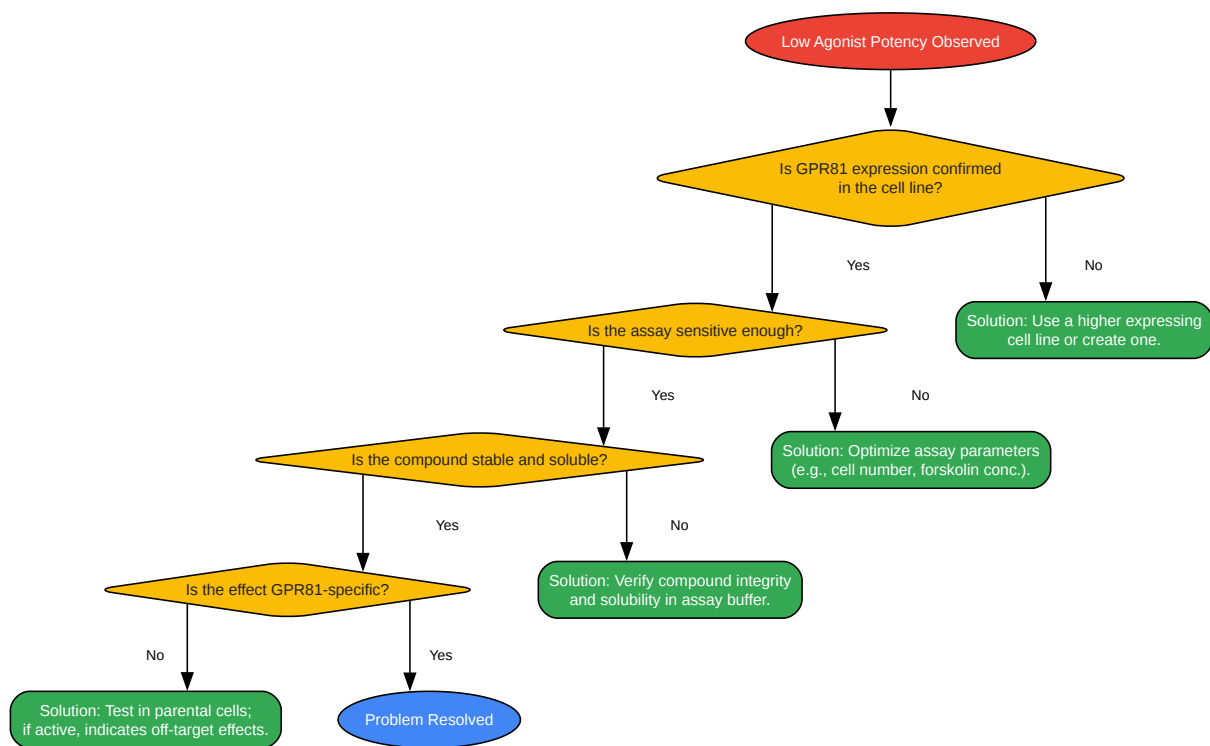 Low Agonist Potency Observed
Is GPR81 expression confirmed
in the cell line?
Yes
No
Solution: Use a higher expressing
cell line or create one.
Is the assay sensitive enough?
Yes
No
Solution: Optimize assay parameters
(e.g., cell number, forskolin conc.).
Is the compound stable and soluble?
Yes
No
Solution: Verify compound integrity
and solubility in assay buffer.
Is the effect GPR81-specific?
No
Yes
Solution: Test in parental cells;
if active, indicates off-target effects.
Problem Resolved